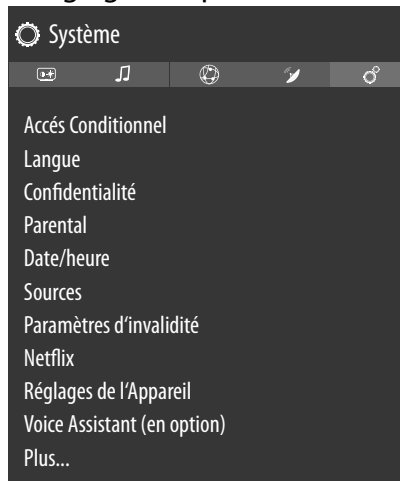 Système
Accés Conditionnel
Langue
Confidentialité
Parental
Date/heure
Sources
Paramètres d'invalidité
Netflix
Réglages de l'Appareil
Voice Assistant (en option)
Plus...